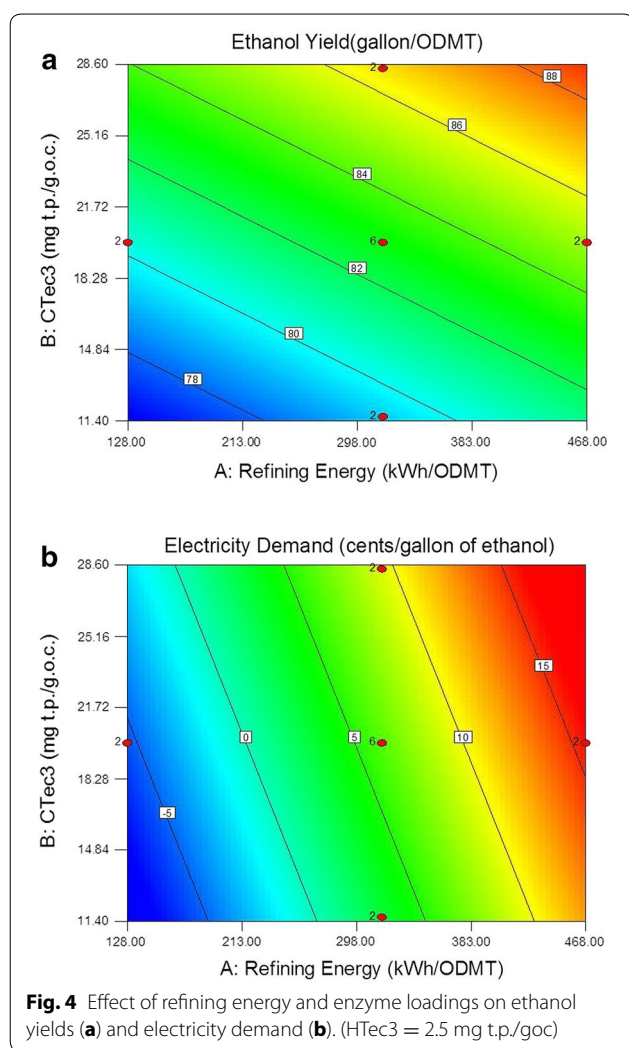 a
Ethanol Yield(gallon/ODMT)
B: CTec3 (mg t.p./g.o.c.)
28.60
25.16
21.72
18.28
14.84
11.40
2
88
86
84
2
6
2
82
80
78
2
128.00 213.00 298.00 383.00 468.00
A: Refining Energy (kWh/ODMT)
b
Electricity Demand (cents/gallon of ethanol)
B: CTec3 (mg t.p./g.o.c.)
28.60
25.16
21.72
18.28
14.84
11.40
2
15
2
0
5
6
10
2
-5
2
128.00 213.00 298.00 383.00 468.00
A: Refining Energy (kWh/ODMT)
Fig. 4 Effect of refining energy and enzyme loadings on ethanol
yields (a) and electricity demand (b). (HTec3 = 2.5 mg t.p./goc)